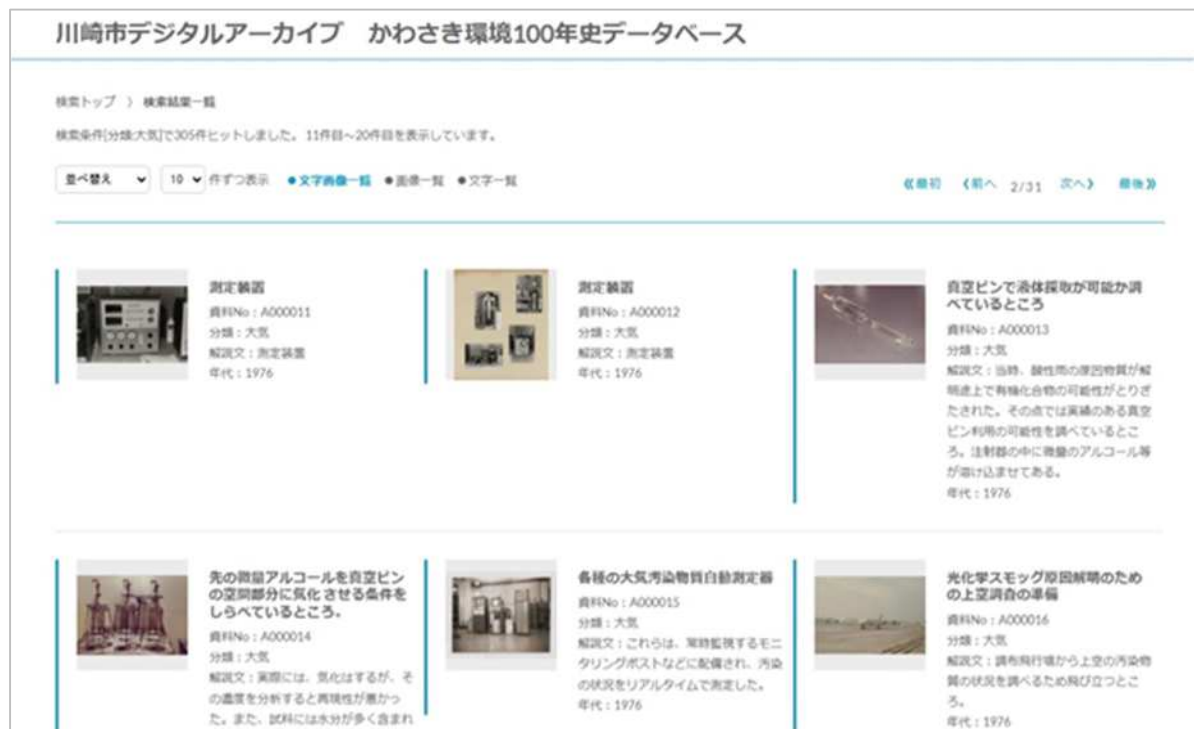 川崎市デジタルアーカイブ　かわさき環境100年史データベース
検索トップ 〉 検索結果一覧
検索条件[分類:大気]で305件ヒットしました。11件目～20件目を表示しています。
並べ替え 10 件ずつ表示 ●文字画像一覧 ●画像一覧 ●文字一覧 《最初 〈前へ 2/31 次へ〉 最後》
測定装置
資料No：A000011
分類：大気
解説文：測定装置
年代：1976
測定装置
資料No：A000012
分類：大気
解説文：測定装置
年代：1976
真空ビンで液体採取が可能か調
べているところ
資料No：A000013
分類：大気
解説文：当時、酸性雨の原因物質が解
明途上で有機化合物の可能性がとりざ
たされた。その点では実績のある真空
ビン利用の可能性を調べているとこ
ろ。注射器の中に微量のアルコール等
が溶け込ませてある。
年代：1976
先の微量アルコールを真空ビン
の空間部分に気化させる条件を
しらべているところ。
資料No：A000014
分類：大気
解説文：実際には、気化はするが、そ
の濃度を分析すると再現性が悪かっ
た。また、試料には水分が多く含まれ
各種の大気汚染物質自動測定器
資料No：A000015
分類：大気
解説文：これらは、常時監視するモニ
タリングポストなどに配備され、汚染
の状況をリアルタイムで測定した。
年代：1976
光化学スモッグ原因解明のため
の上空調査の準備
資料No：A000016
分類：大気
解説文：調布飛行場から上空の汚染物
質の状況を調べるため飛び立つとこ
ろ。
年代：1976